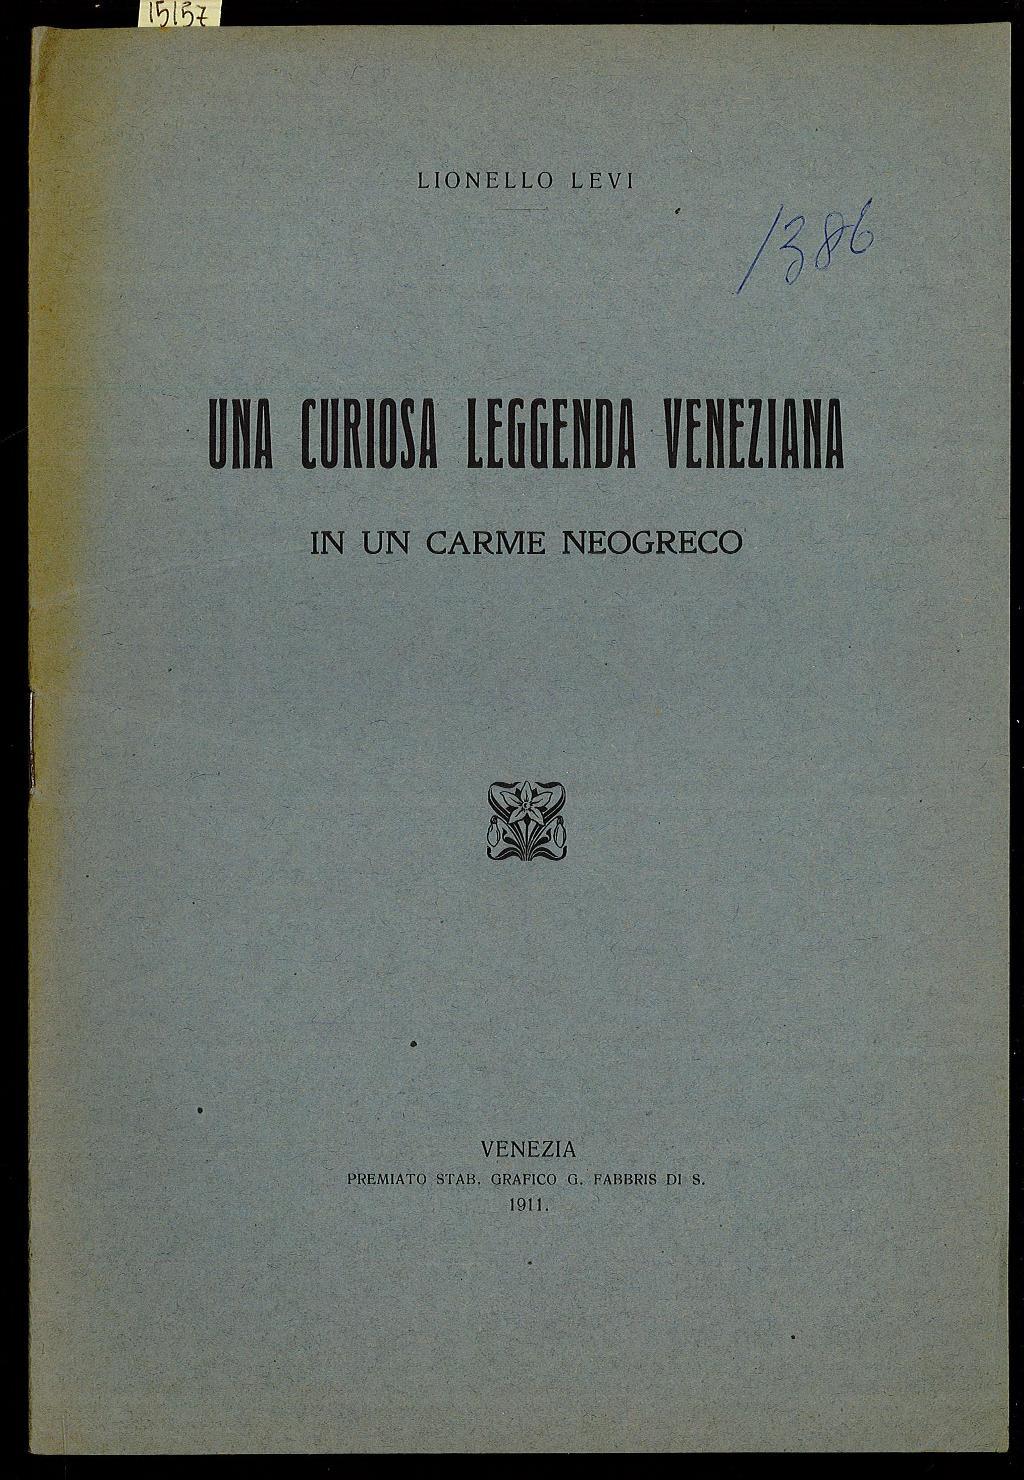 15157
LIONELLO LEVI
1386
UNA CURIOSA LEGGENDA VENEZIANA
IN UN CARME NEOGRECO
VENEZIA
PREMIATO STAB. GRAFICO G. FABBRIS DI S.
1911.